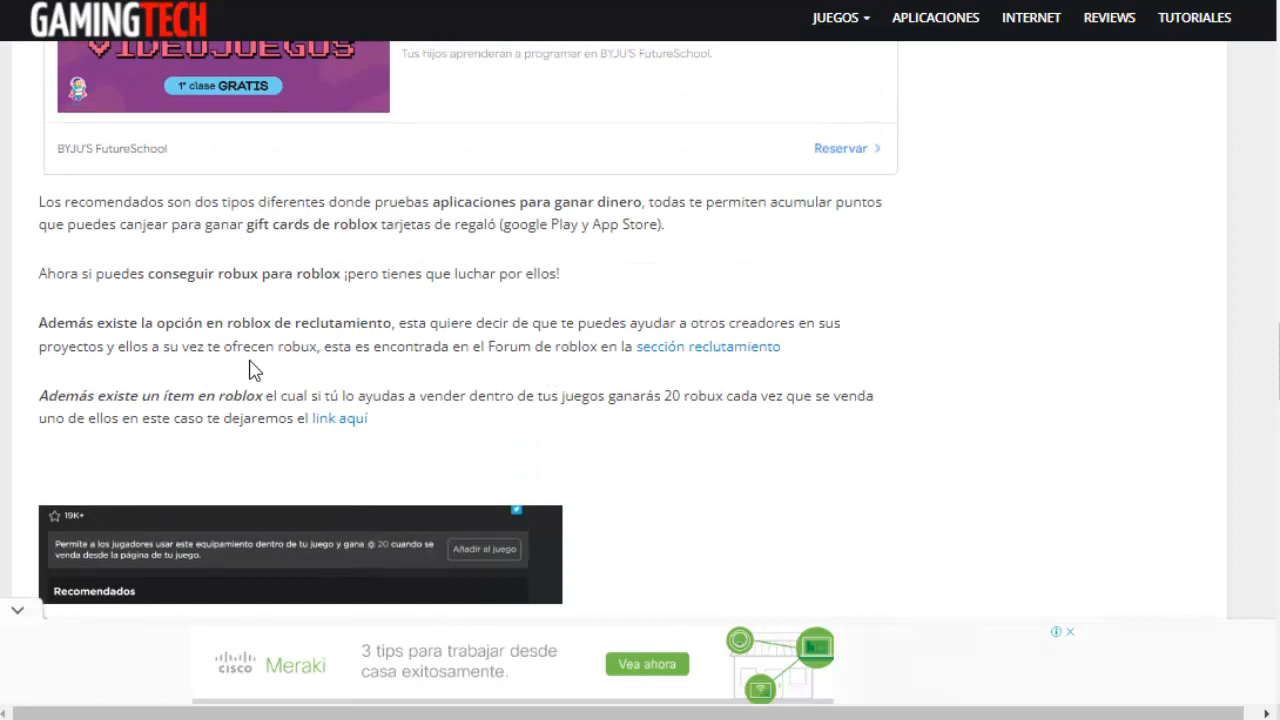 GAMINGTECH
JUEGOS APLICACIONES INTERNET REVIEWS TUTORIALES
VIDEOJUEGOS
Tus hijos aprenderán a programar en BYJU'S FutureSchool.
1ª clase GRATIS
BYJU'S FutureSchool
Reservar
Los recomendados son dos tipos diferentes donde pruebas aplicaciones para ganar dinero, todas te permiten acumular puntos
que puedes canjear para ganar gift cards de roblox tarjetas de regaló (google Play y App Store).
Ahora si puedes conseguir robux para roblox ¡pero tienes que luchar por ellos!
Además existe la opción en roblox de reclutamiento, esta quiere decir de que te puedes ayudar a otros creadores en sus
proyectos y ellos a su vez te ofrecen robux, esta es encontrada en el Forum de roblox en la sección reclutamiento
Además existe un ítem en roblox el cual si tú lo ayudas a vender dentro de tus juegos ganarás 20 robux cada vez que se venda
uno de ellos en este caso te dejaremos el link aquí
19K+
Permite a los jugadores usar este equipamiento dentro de tu juego y gana 20 cuando se
venda desde la página de tu juego.
Añadir al juego
Recomendados
CISCO Meraki
3 tips para trabajar desde
casa exitosamente.
Vea ahora